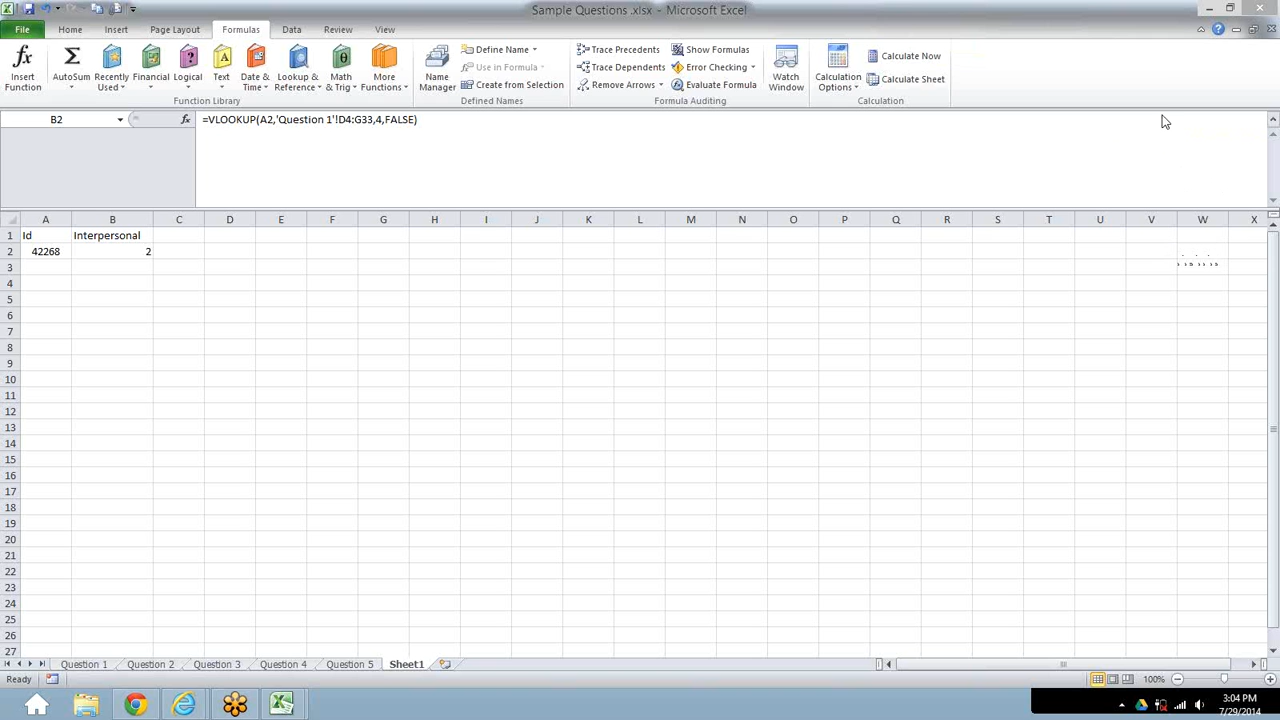 Sample Questions .xlsx – Microsoft Excel
File Home Insert Page Layout Formulas Data Review View
Insert Function AutoSum Recently Used Financial Logical Text Date & Time Lookup & Reference Math & Trig More Functions
Function Library
Name Manager Define Name Use in Formula Create from Selection
Defined Names
Trace Precedents Trace Dependents Remove Arrows Show Formulas Error Checking Evaluate Formula
Formula Auditing
Watch Window
Calculation Options Calculate Now Calculate Sheet
Calculation
B2 fx =VLOOKUP(A2,'Question 1'!D4:G33,4,FALSE)
A B C D E F G H I J K L M N O P Q R S T U V W X
1 Id Interpersonal
2 42268 2
3
4
5
6
7
8
9
10
11
12
13
14
15
16
17
18
19
20
21
22
23
24
25
26
27
Question 1 Question 2 Question 3 Question 4 Question 5 Sheet1
Ready 100%
3:04 PM
7/29/2014